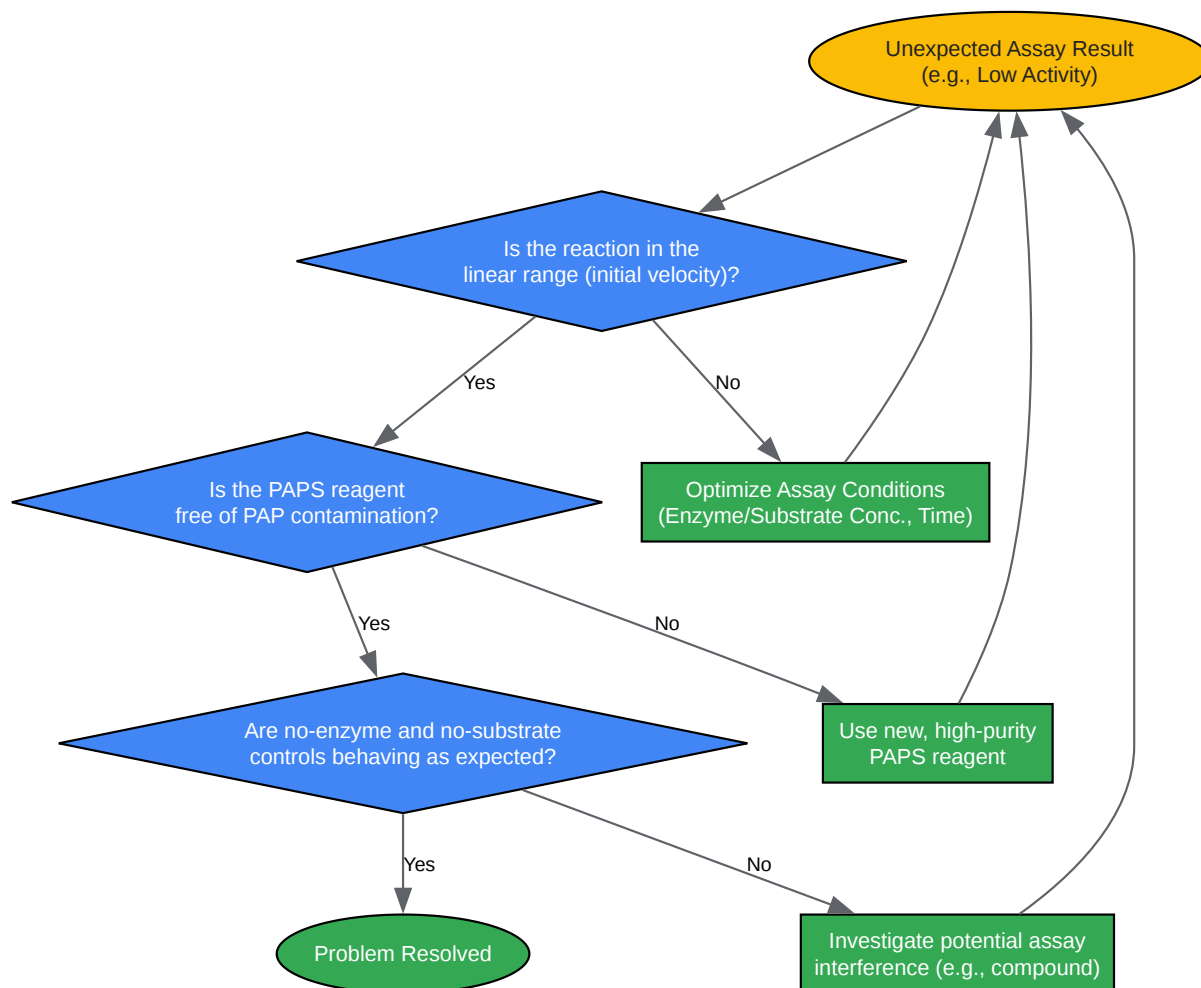 Unexpected Assay Result
(e.g., Low Activity)
Is the reaction in the
linear range (initial velocity)?
Yes
No
Is the PAPS reagent
free of PAP contamination?
Optimize Assay Conditions
(Enzyme/Substrate Conc., Time)
Yes
No
Are no-enzyme and no-substrate
controls behaving as expected?
Use new, high-purity
PAPS reagent
Yes
No
Problem Resolved
Investigate potential assay
interference (e.g., compound)